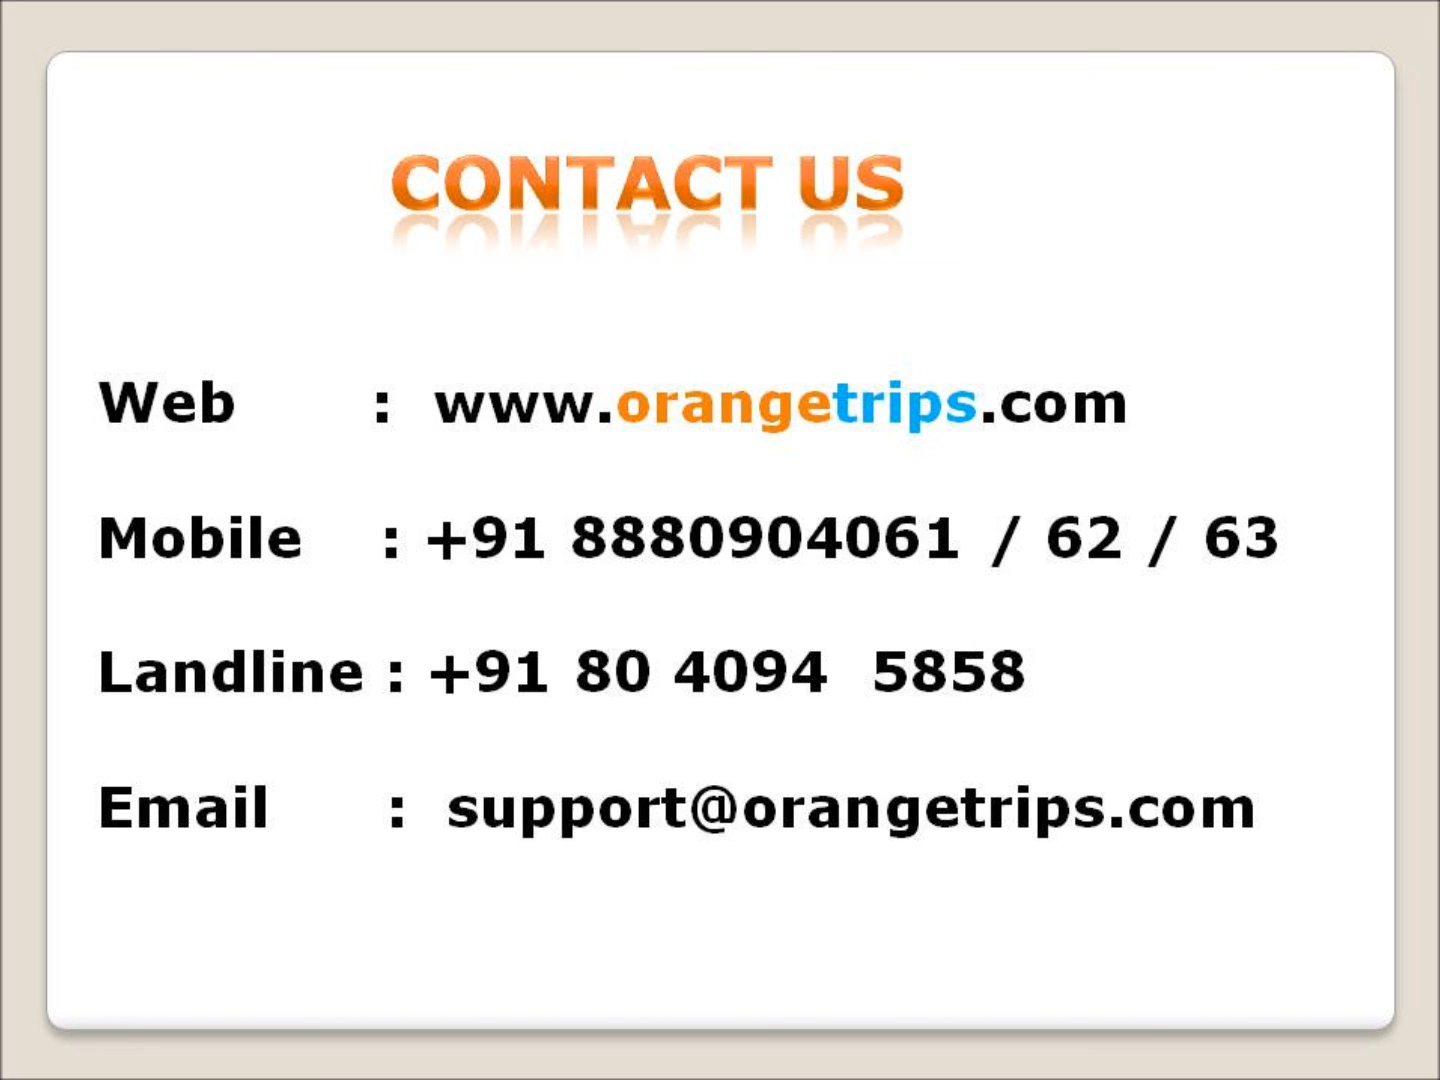 CONTACT US
Web : www.orangetrips.com
Mobile : +91 8880904061 / 62 / 63
Landline : +91 80 4094 5858
Email : support@orangetrips.com